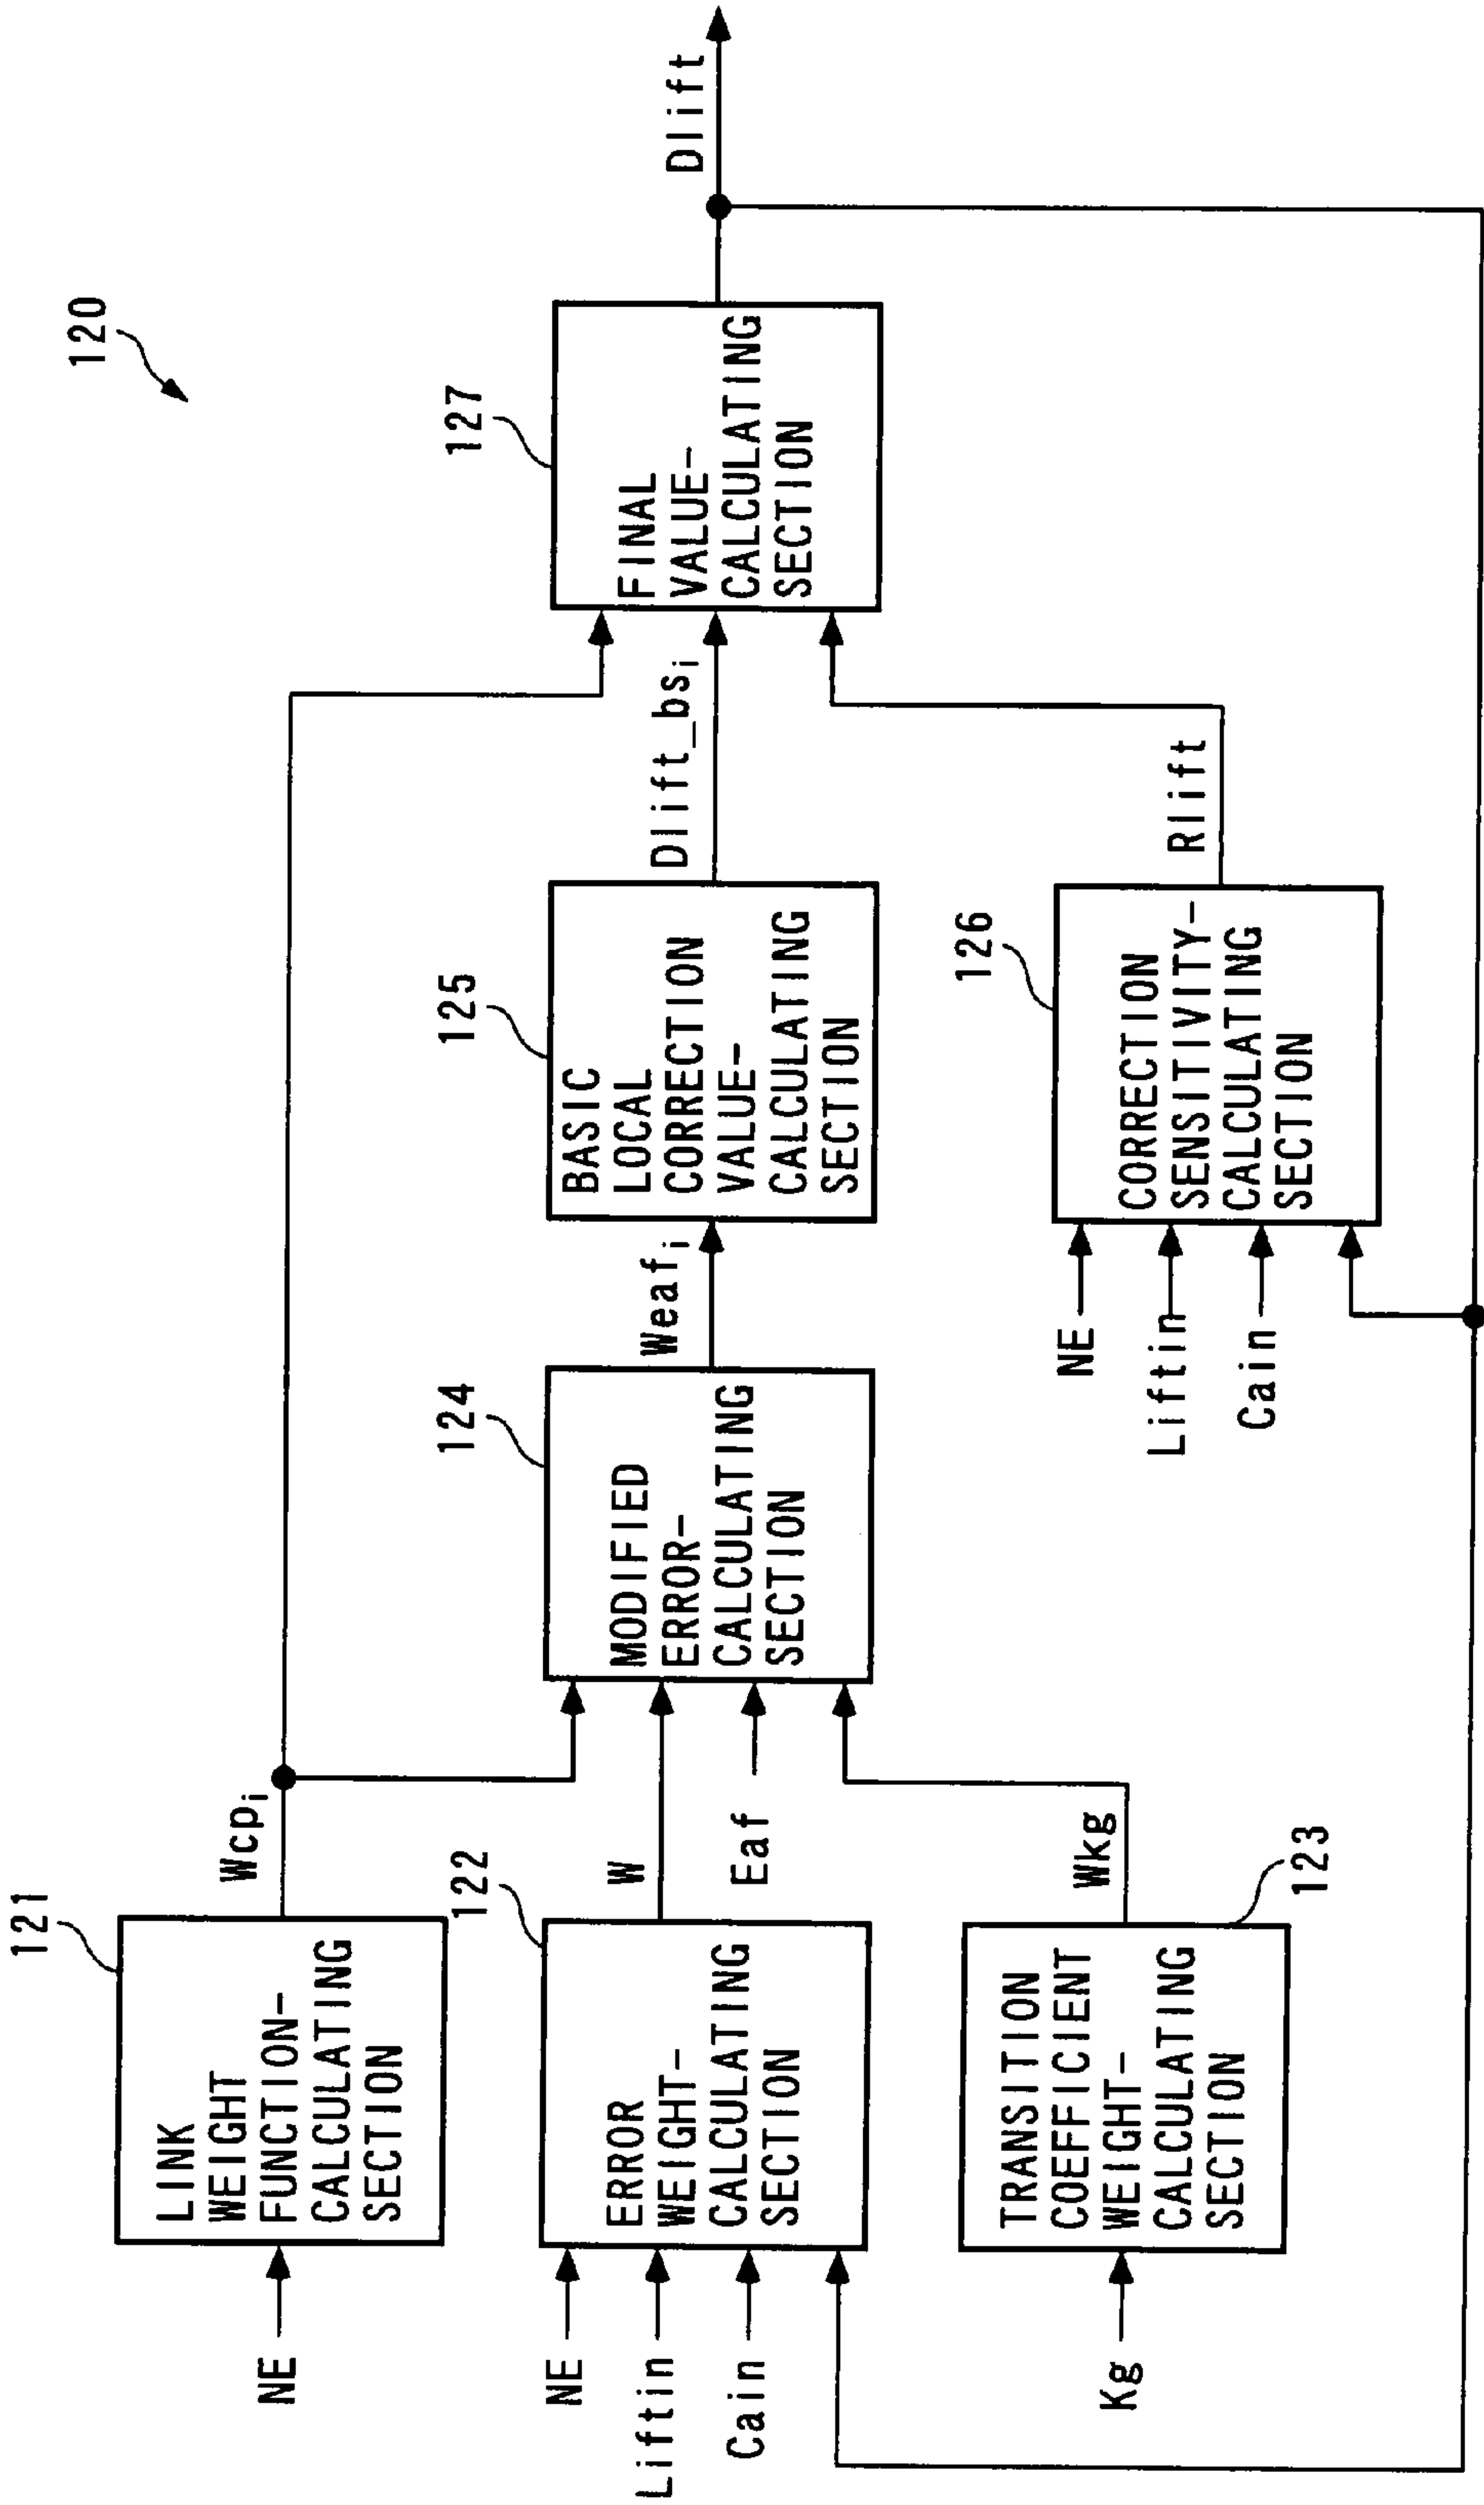 120
121
LINK
WEIGHT
FUNCTION-
CALCULATING
SECTION
NE
Wcpi
122
ERROR
WEIGHT-
CALCULATING
SECTION
NE
Liftin
Cain
W
Eaf
123
TRANSITION
COEFFICIENT
WEIGHT-
CALCULATING
SECTION
Kg
Wkg
124
MODIFIED
ERROR-
CALCULATING
SECTION
Weafi
125
BASIC
LOCAL
CORRECTION
VALUE-
CALCULATING
SECTION
Dlift_bsi
126
CORRECTION
SENSITIVITY-
CALCULATING
SECTION
NE
Liftin
Cain
Rlift
127
FINAL
VALUE-
CALCULATING
SECTION
Dlift